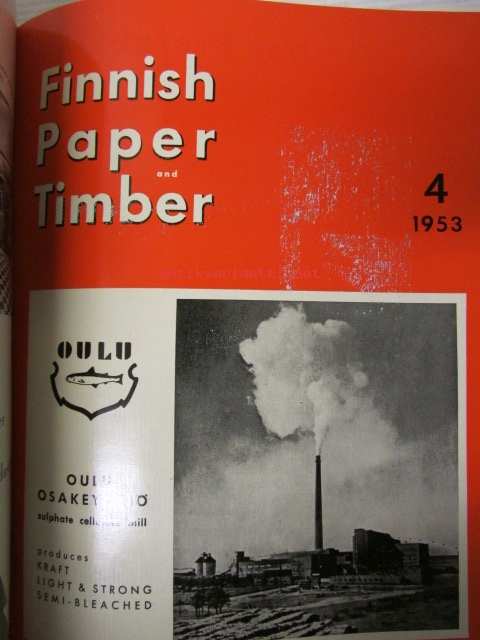 Finnish
Paper
and
Timber
4
1953
OULU
OULU
OSAKEYHTIÖ
sulphate cellulose mill
produces
KRAFT
LIGHT & STRONG
SEMI-BLEACHED